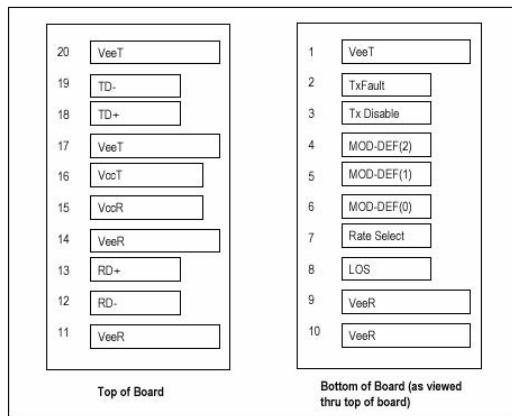 20 VeeT
19 TD-
18 TD+
17 VeeT
16 VccT
15 VccR
14 VeeR
13 RD+
12 RD-
11 VeeR
Top of Board
1 VeeT
2 TxFault
3 Tx Disable
4 MOD-DEF(2)
5 MOD-DEF(1)
6 MOD-DEF(0)
7 Rate Select
8 LOS
9 VeeR
10 VeeR
Bottom of Board (as viewed
thru top of board)